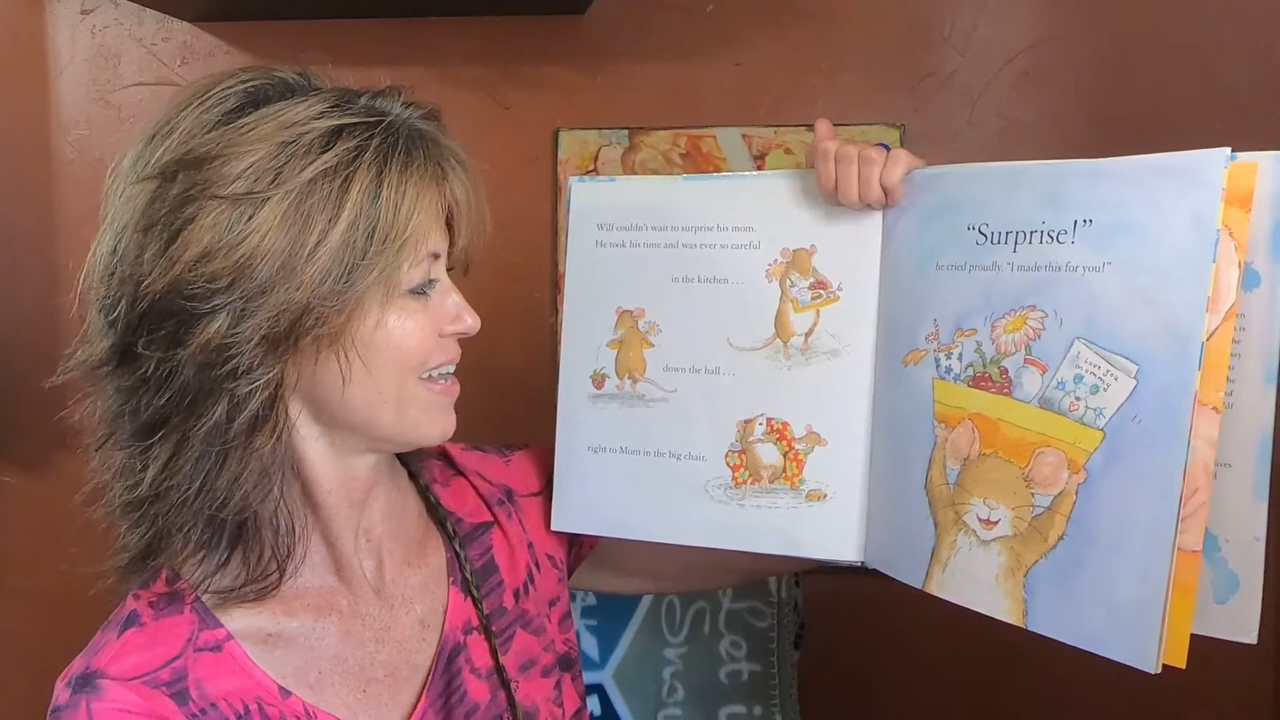 Wilf couldn't wait to surprise his mom.
He took his time and was ever so careful
in the kitchen . . .
down the hall . . .
right to Mom in the big chair.
"Surprise!"
he cried proudly. "I made this for you!"
I Love You
mommy
Let i
Snow